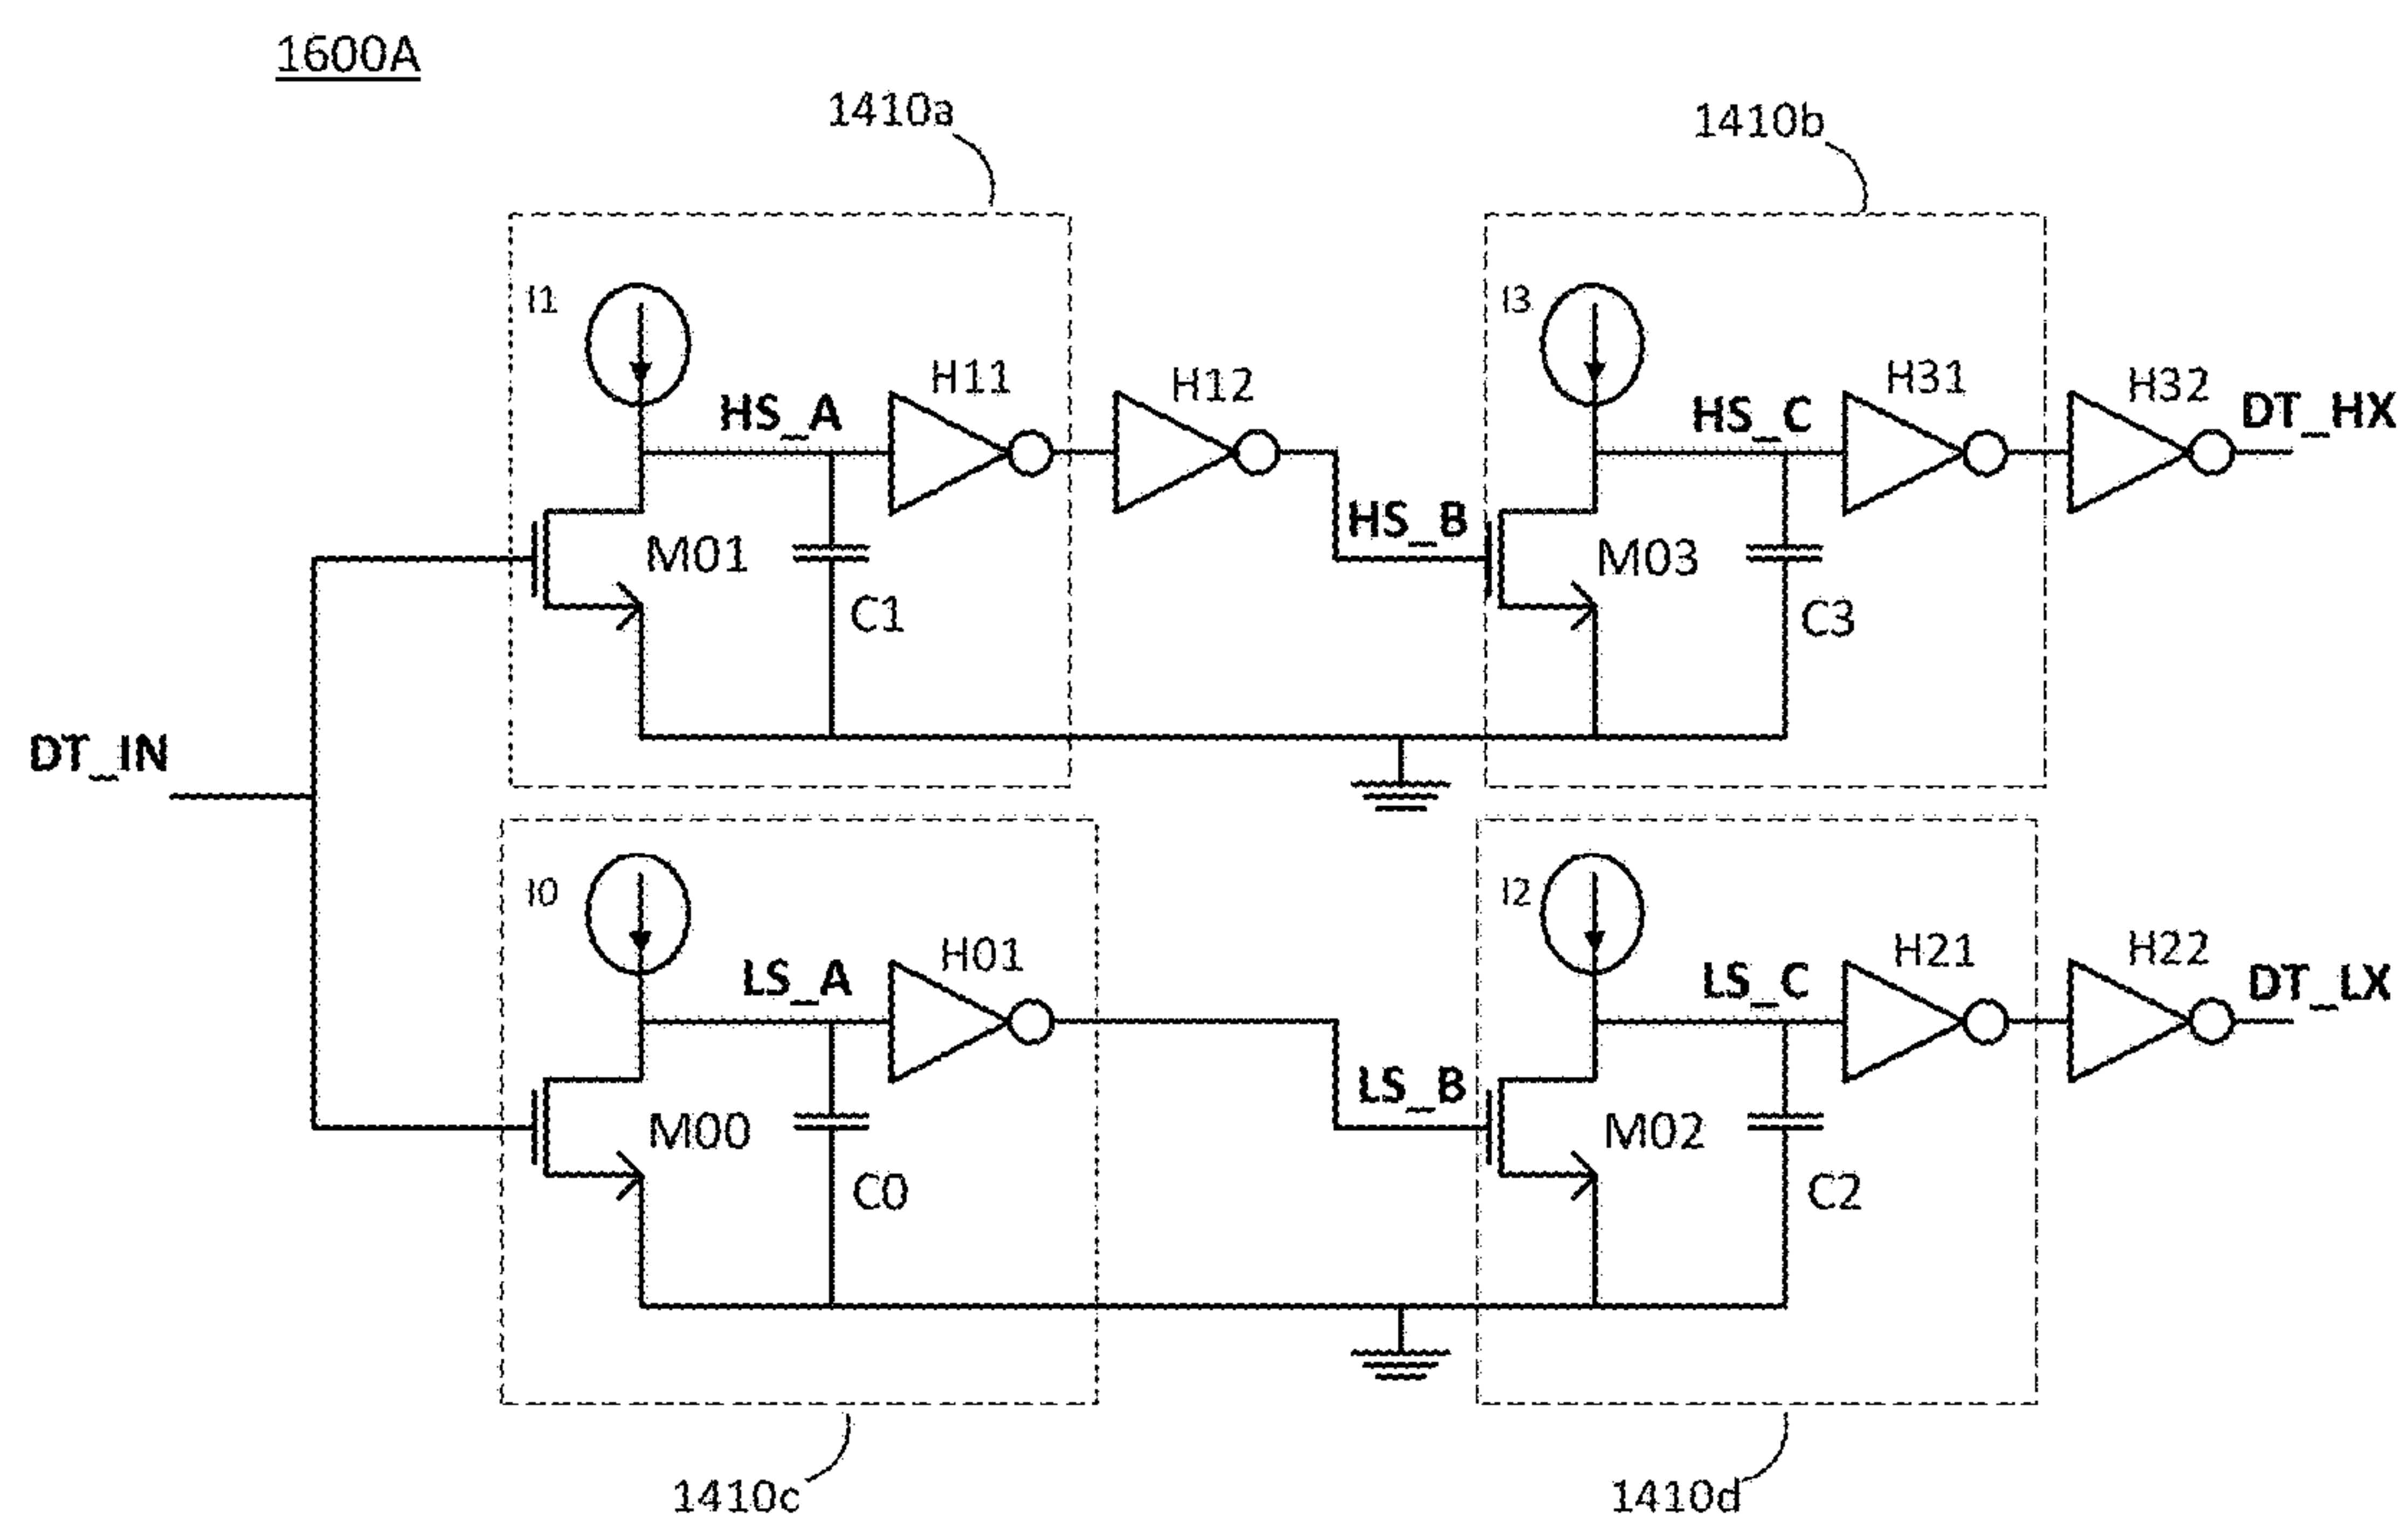 1600A
1410a
1410b
I1
I3
H11
H12
H31
H32
HS_A
HS_C
DT_HX
HS_B
M01
M03
C1
C3
DT_IN
I0
I2
H01
H21
H22
LS_A
LS_C
DT_LX
LS_B
M00
M02
C0
C2
1410c
1410d